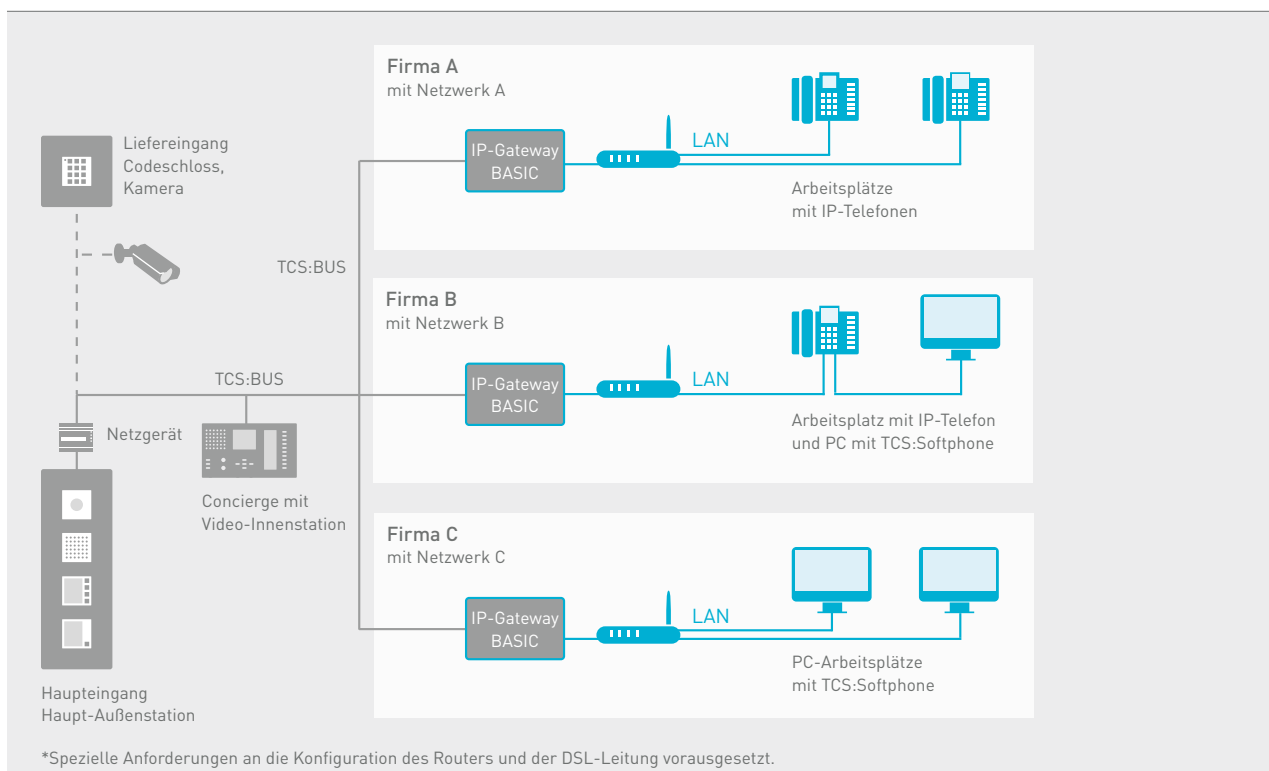 Firma A
mit Netzwerk A
IP-Gateway
BASIC
LAN
Arbeitsplätze
mit IP-Telefonen
Liefereingang
Codeschloss,
Kamera
TCS:BUS
Firma B
mit Netzwerk B
IP-Gateway
BASIC
LAN
Arbeitsplatz mit IP-Telefon
und PC mit TCS:Softphone
TCS:BUS
Netzgerät
Concierge mit
Video-Innenstation
Firma C
mit Netzwerk C
IP-Gateway
BASIC
LAN
PC-Arbeitsplätze
mit TCS:Softphone
Haupteingang
Haupt-Außenstation
*Spezielle Anforderungen an die Konfiguration des Routers und der DSL-Leitung vorausgesetzt.